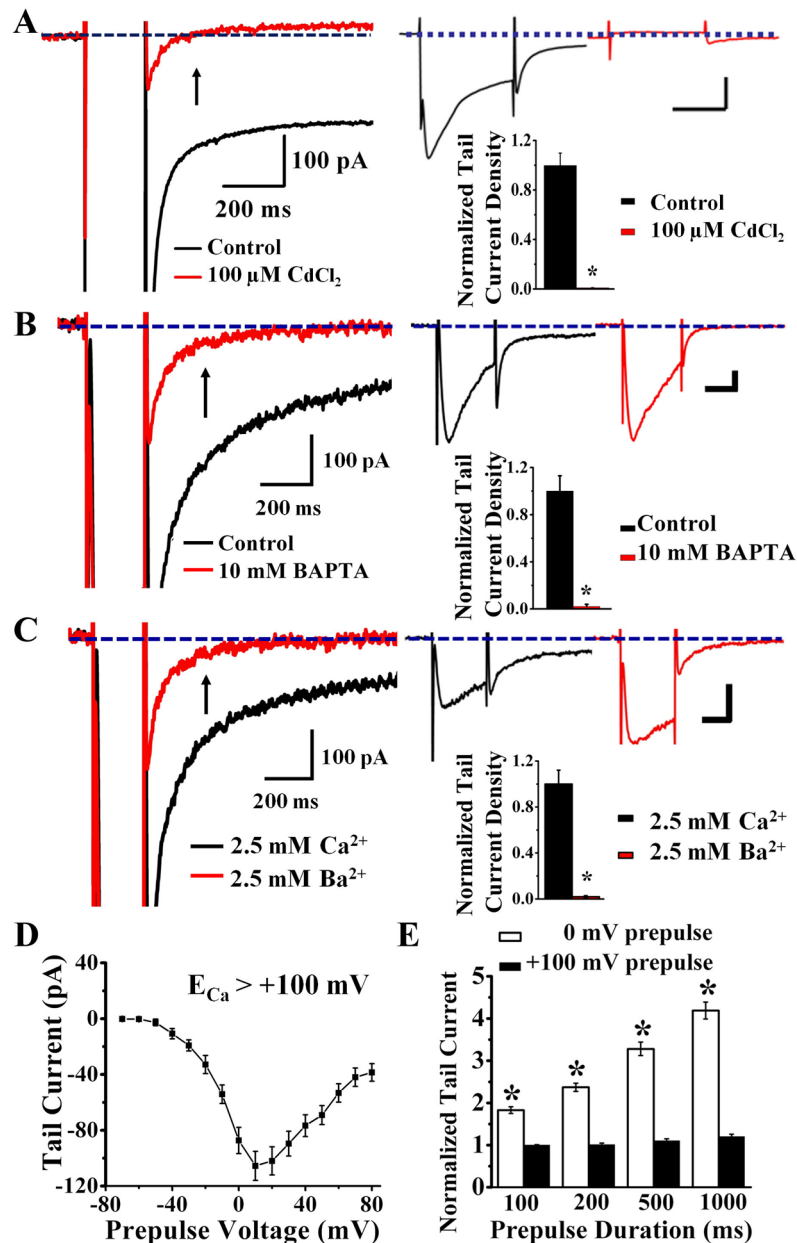 A
100 pA
200 ms
Control
100 μM CdCl₂
Normalized Tail
Current Density
1.2
0.8
0.4
0.0
*
Control
100 μM CdCl₂
B
100 pA
200 ms
Control
10 mM BAPTA
Normalized Tail
Current Density
1.2
0.8
0.4
0.0
*
Control
10 mM BAPTA
C
100 pA
200 ms
2.5 mM Ca²⁺
2.5 mM Ba²⁺
Normalized Tail
Current Density
1.2
0.8
0.4
0.0
*
2.5 mM Ca²⁺
2.5 mM Ba²⁺
D
E_Ca > +100 mV
Tail Current (pA)
0
-40
-80
-120
-80 -40 0 40 80
Prepulse Voltage (mV)
E
0 mV prepulse
+100 mV prepulse
Normalized Tail Current
5
4
3
2
1
0
* * * *
100 200 500 1000
Prepulse Duration (ms)